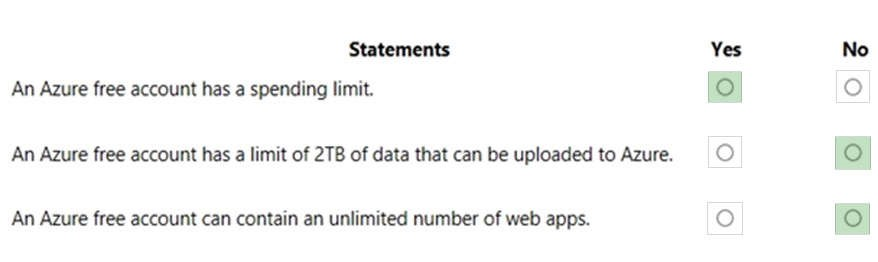 Statements Yes No
An Azure free account has a spending limit.
An Azure free account has a limit of 2TB of data that can be uploaded to Azure.
An Azure free account can contain an unlimited number of web apps.